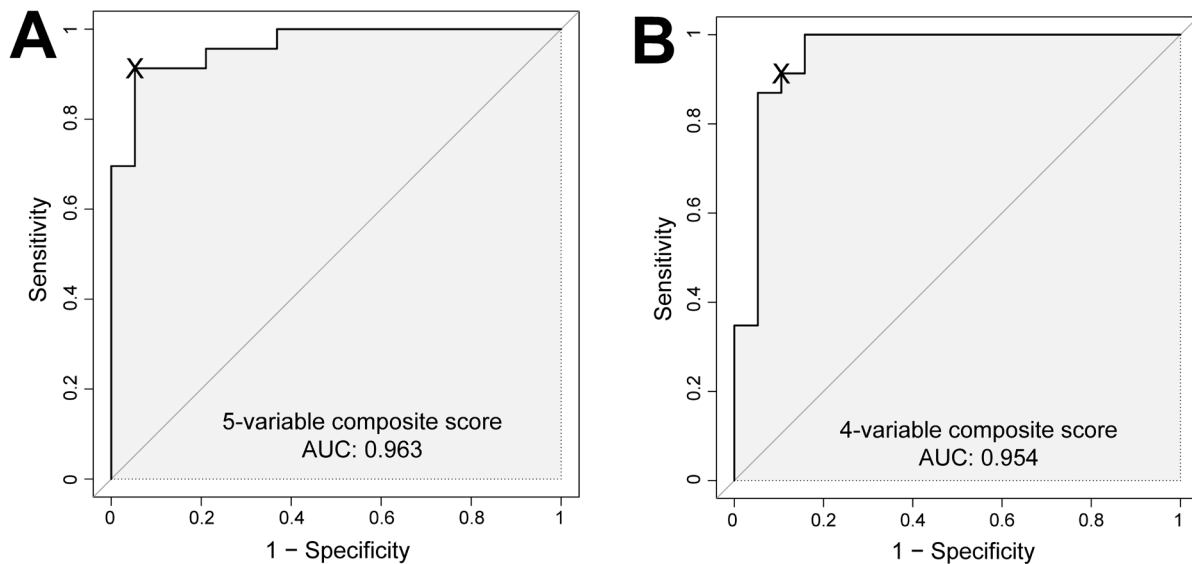 A
1
0.8
0.6
0.4
0.2
0
Sensitivity
5-variable composite score
AUC: 0.963
0 0.2 0.4 0.6 0.8 1
1 − Specificity
B
1
0.8
0.6
0.4
0.2
0
Sensitivity
4-variable composite score
AUC: 0.954
0 0.2 0.4 0.6 0.8 1
1 − Specificity